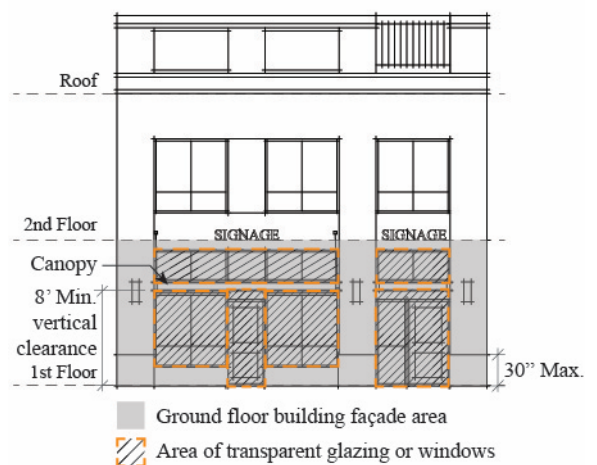 Roof
2nd Floor
SIGNAGE
SIGNAGE
Canopy
8’ Min.
vertical
clearance
1st Floor
30” Max.
Ground floor building façade area
Area of transparent glazing or windows